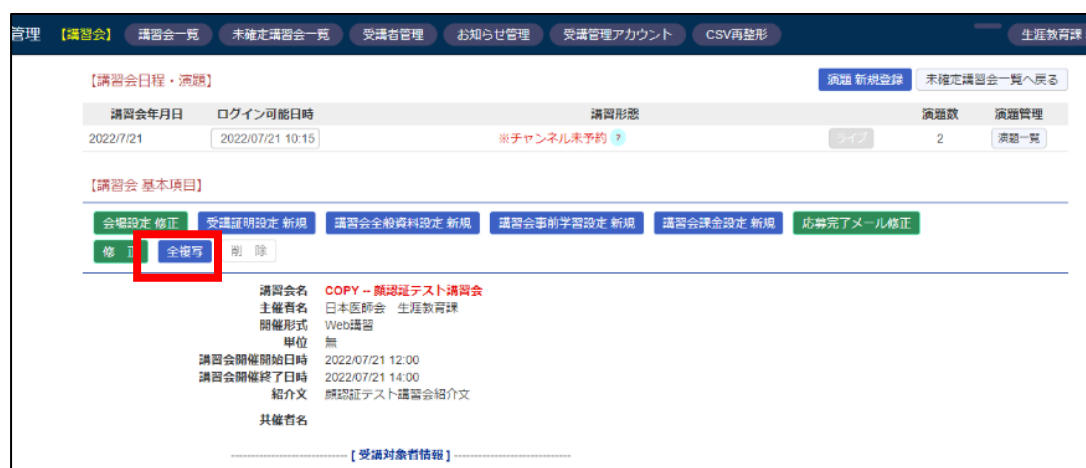 管理 【講習会】 講習会一覧 未確定講習会一覧 受講者管理 お知らせ管理 受講管理アカウント CSV再整形 生涯教育課
【講習会日程・演題】 演題 新規登録 未確定講習会一覧へ戻る
講習会年月日 ログイン可能日時 講習形態 演題数 演題管理
2022/7/21 2022/07/21 10:15 ※チャンネル未予約 ? ライブ 2 演題一覧
【講習会 基本項目】
会場設定 修正 受講証明設定 新規 講習会全般資料設定 新規 講習会事前学習設定 新規 講習会課金設定 新規 応募完了メール修正
修 正 全複写 削 除
講習会名 COPY -- 顔認証テスト講習会
主催者名 日本医師会 生涯教育課
開催形式 Web講習
単位 無
講習会開催開始日時 2022/07/21 12:00
講習会開催終了日時 2022/07/21 14:00
紹介文 顔認証テスト講習会紹介文
共催者名
---------------------------- [ 受講対象者情報 ] ----------------------------